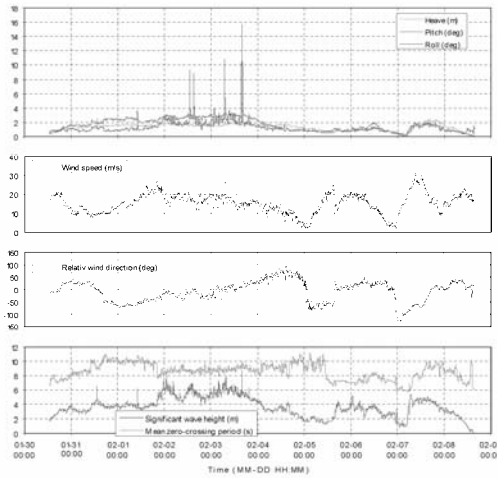 18
16
14
12
10
8
6
4
2
0
Heave (m)
Pitch (deg)
Roll (deg)
40
30
20
10
0
Wind speed (m/s)
150
100
50
0
-50
100
150
Relativ wind direction (deg)
12
10
8
6
4
2
0
Significant wave height (m)
Mean zero-crossing period (s)
01-30 01-31 02-01 02-02 02-03 02-04 02-05 02-06 02-07 02-08 02-0
00:00 00:00 00:00 00:00 00:00 00:00 00:00 00:00 00:00 00:00 00:0
Time (MM-DD HH:MM)